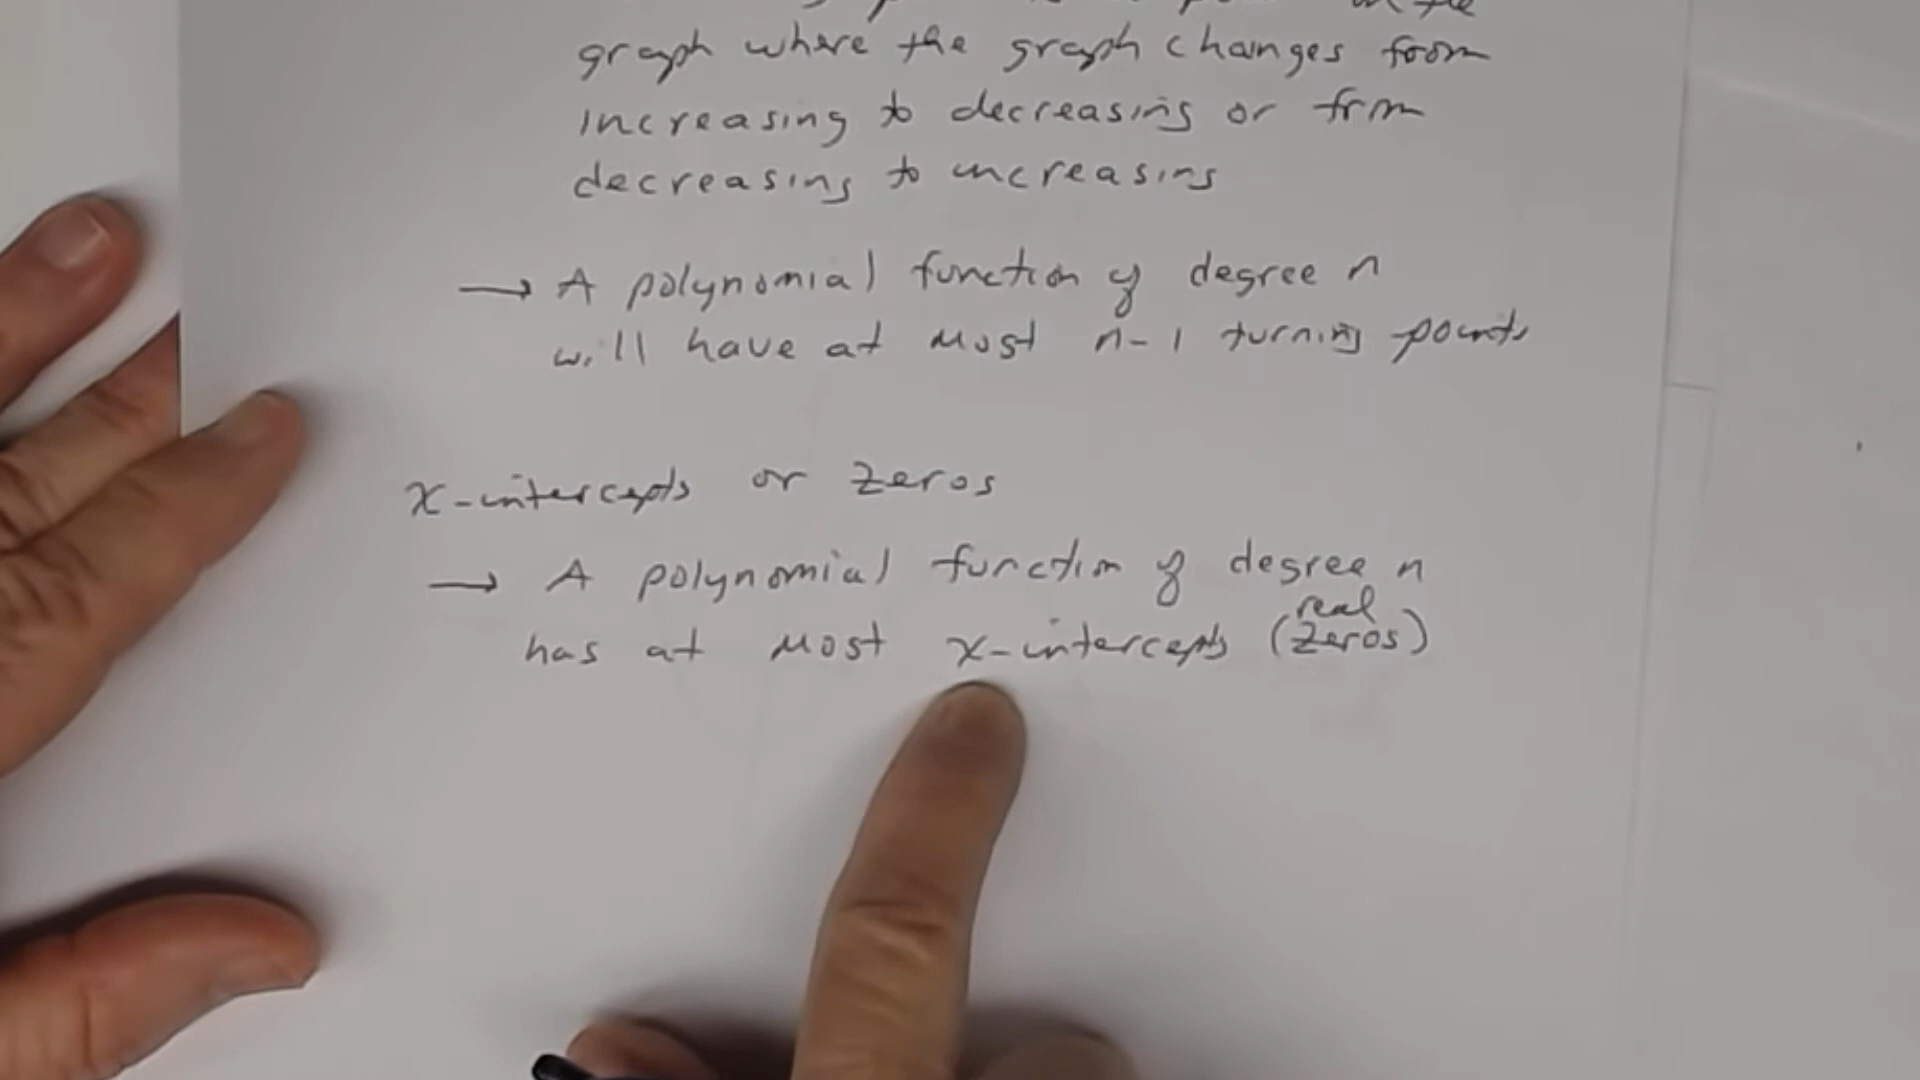 the
graph where the graph changes from
increasing to decreasing or from
decreasing to increasing
→ A polynomial function of degree n
will have at most n-1 turning points
x-intercepts or zeros
→ A polynomial function of degree n
real
has at most x-intercepts (zeros)